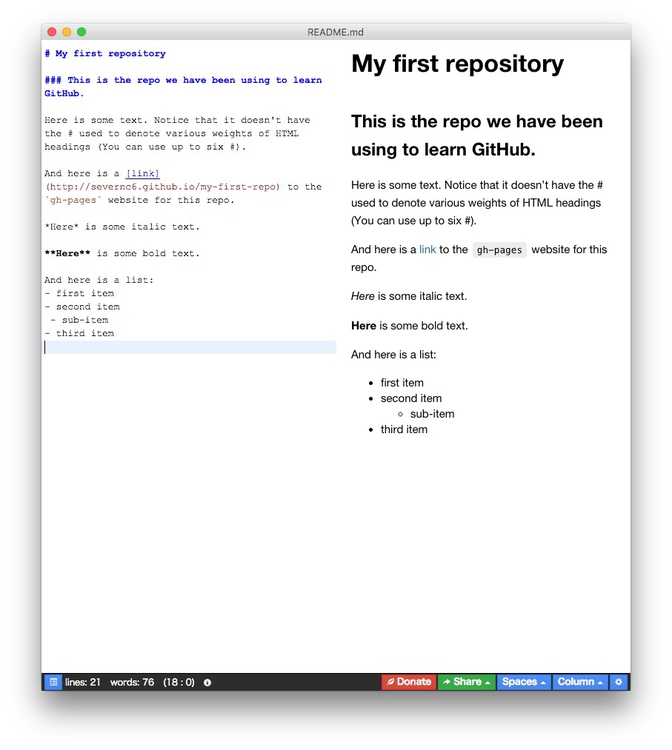 README.md
# My first repository
### This is the repo we have been using to learn
GitHub.
Here is some text. Notice that it doesn't have
the # used to denote various weights of HTML
headings (You can use up to six #).
And here is a [link]
(http://severnc6.github.io/my-first-repo) to the
`gh-pages` website for this repo.
*Here* is some italic text.
**Here** is some bold text.
And here is a list:
- first item
- second item
 - sub-item
- third item
My first repository
This is the repo we have been
using to learn GitHub.
Here is some text. Notice that it doesn't have the #
used to denote various weights of HTML headings
(You can use up to six #).
And here is a link to the gh-pages website for this
repo.
Here is some italic text.
Here is some bold text.
And here is a list:
• first item
• second item
◦ sub-item
• third item
lines: 21 words: 76 (18 : 0) Donate Share Spaces Column